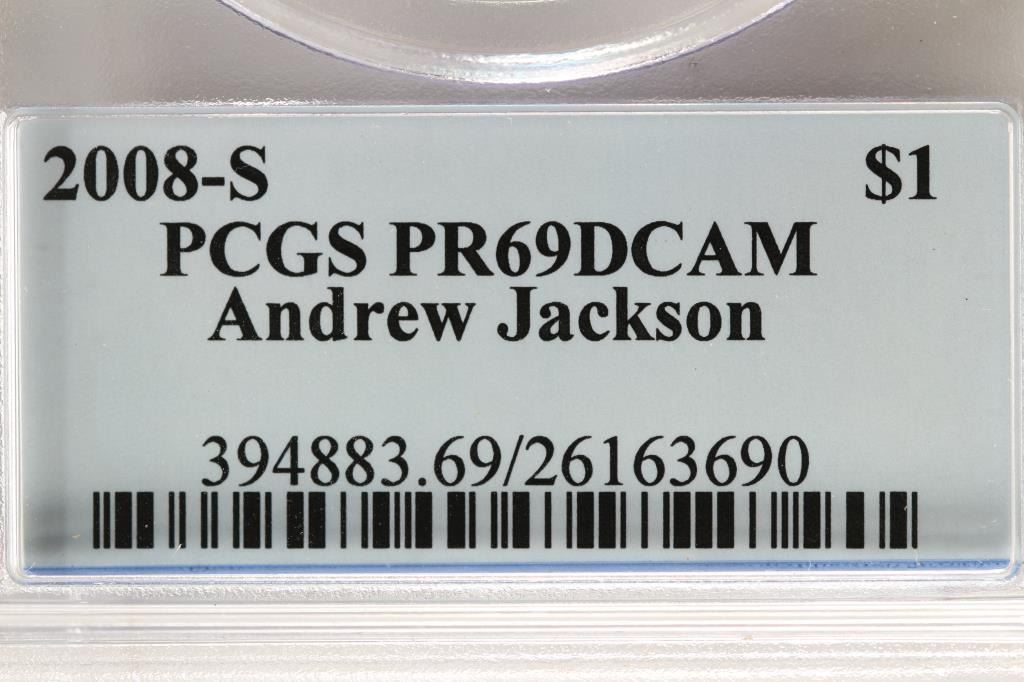 2008-S $1
PCGS PR69DCAM
Andrew Jackson
394883.69/26163690